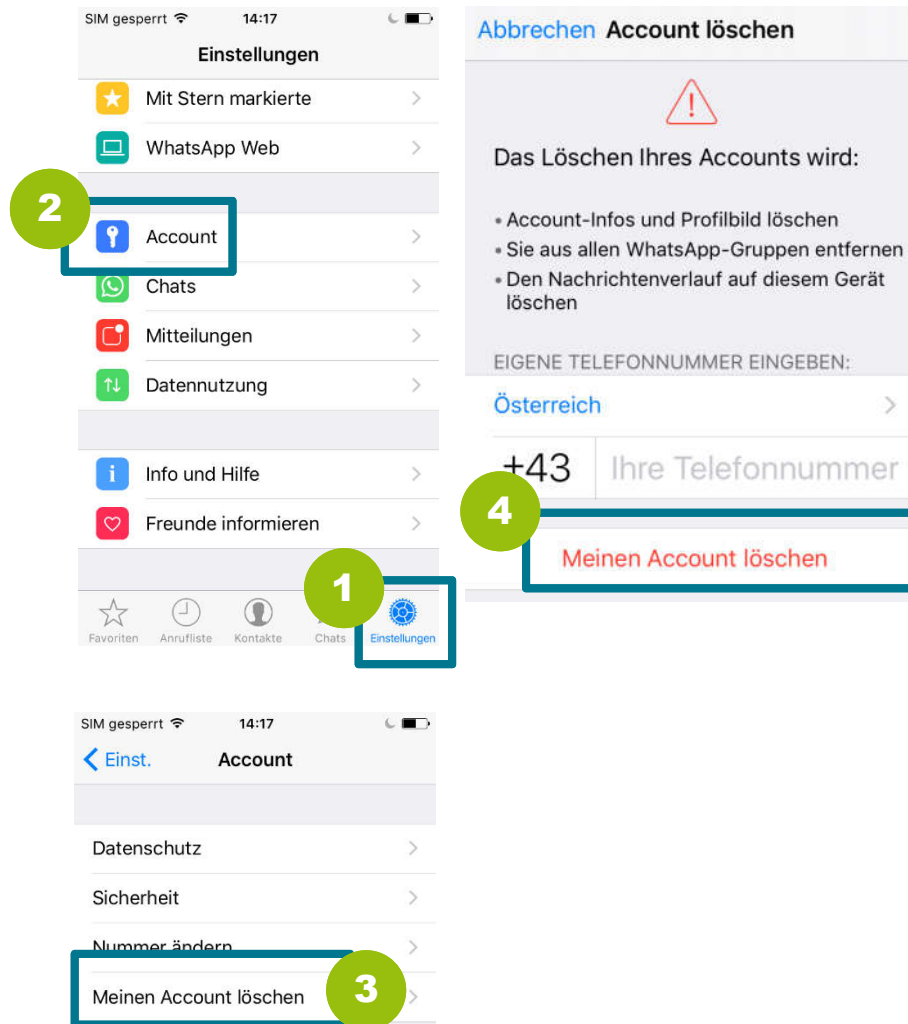 SIM gesperrt 14:17
Einstellungen
Mit Stern markierte
WhatsApp Web
2
Account
Chats
Mitteilungen
Datennutzung
Info und Hilfe
Freunde informieren
1
Favoriten Anrufliste Kontakte Chats Einstellungen
Abbrechen Account löschen
Das Löschen Ihres Accounts wird:
• Account-Infos und Profilbild löschen
• Sie aus allen WhatsApp-Gruppen entfernen
• Den Nachrichtenverlauf auf diesem Gerät
löschen
EIGENE TELEFONNUMMER EINGEBEN:
Österreich
+43 Ihre Telefonnummer
4
Meinen Account löschen
SIM gesperrt 14:17
Einst. Account
Datenschutz
Sicherheit
Nummer ändern
Meinen Account löschen 3